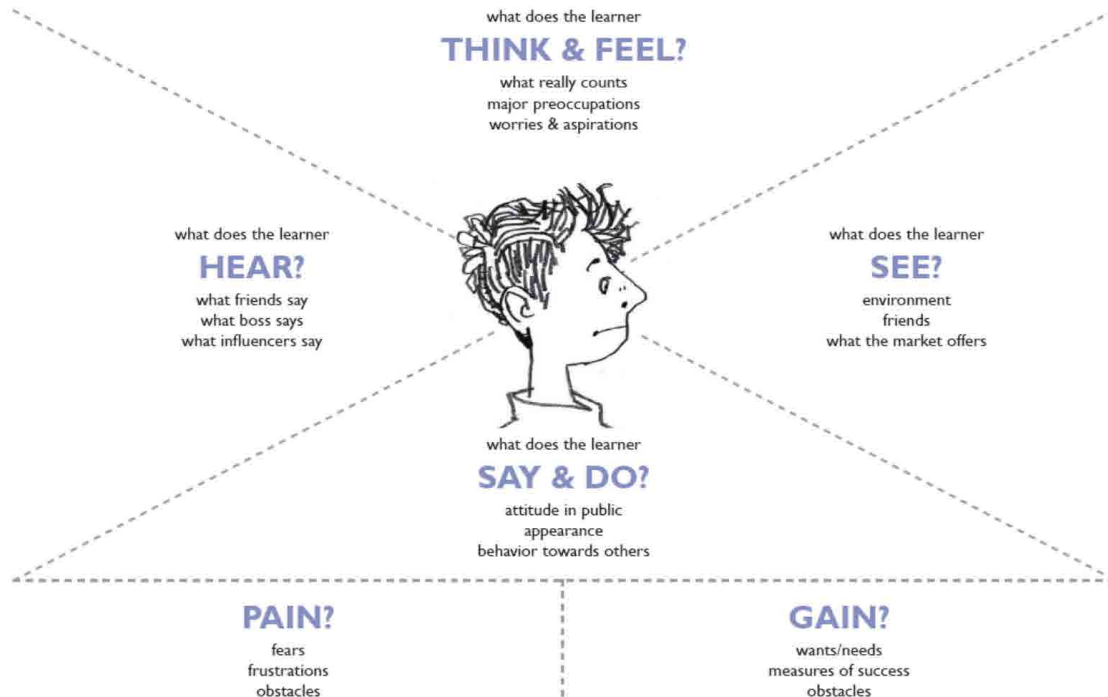 what does the learner
THINK & FEEL?
what really counts
major preoccupations
worries & aspirations
what does the learner
HEAR?
what friends say
what boss says
what influencers say
what does the learner
SEE?
environment
friends
what the market offers
what does the learner
SAY & DO?
attitude in public
appearance
behavior towards others
PAIN?
fears
frustrations
obstacles
GAIN?
wants/needs
measures of success
obstacles